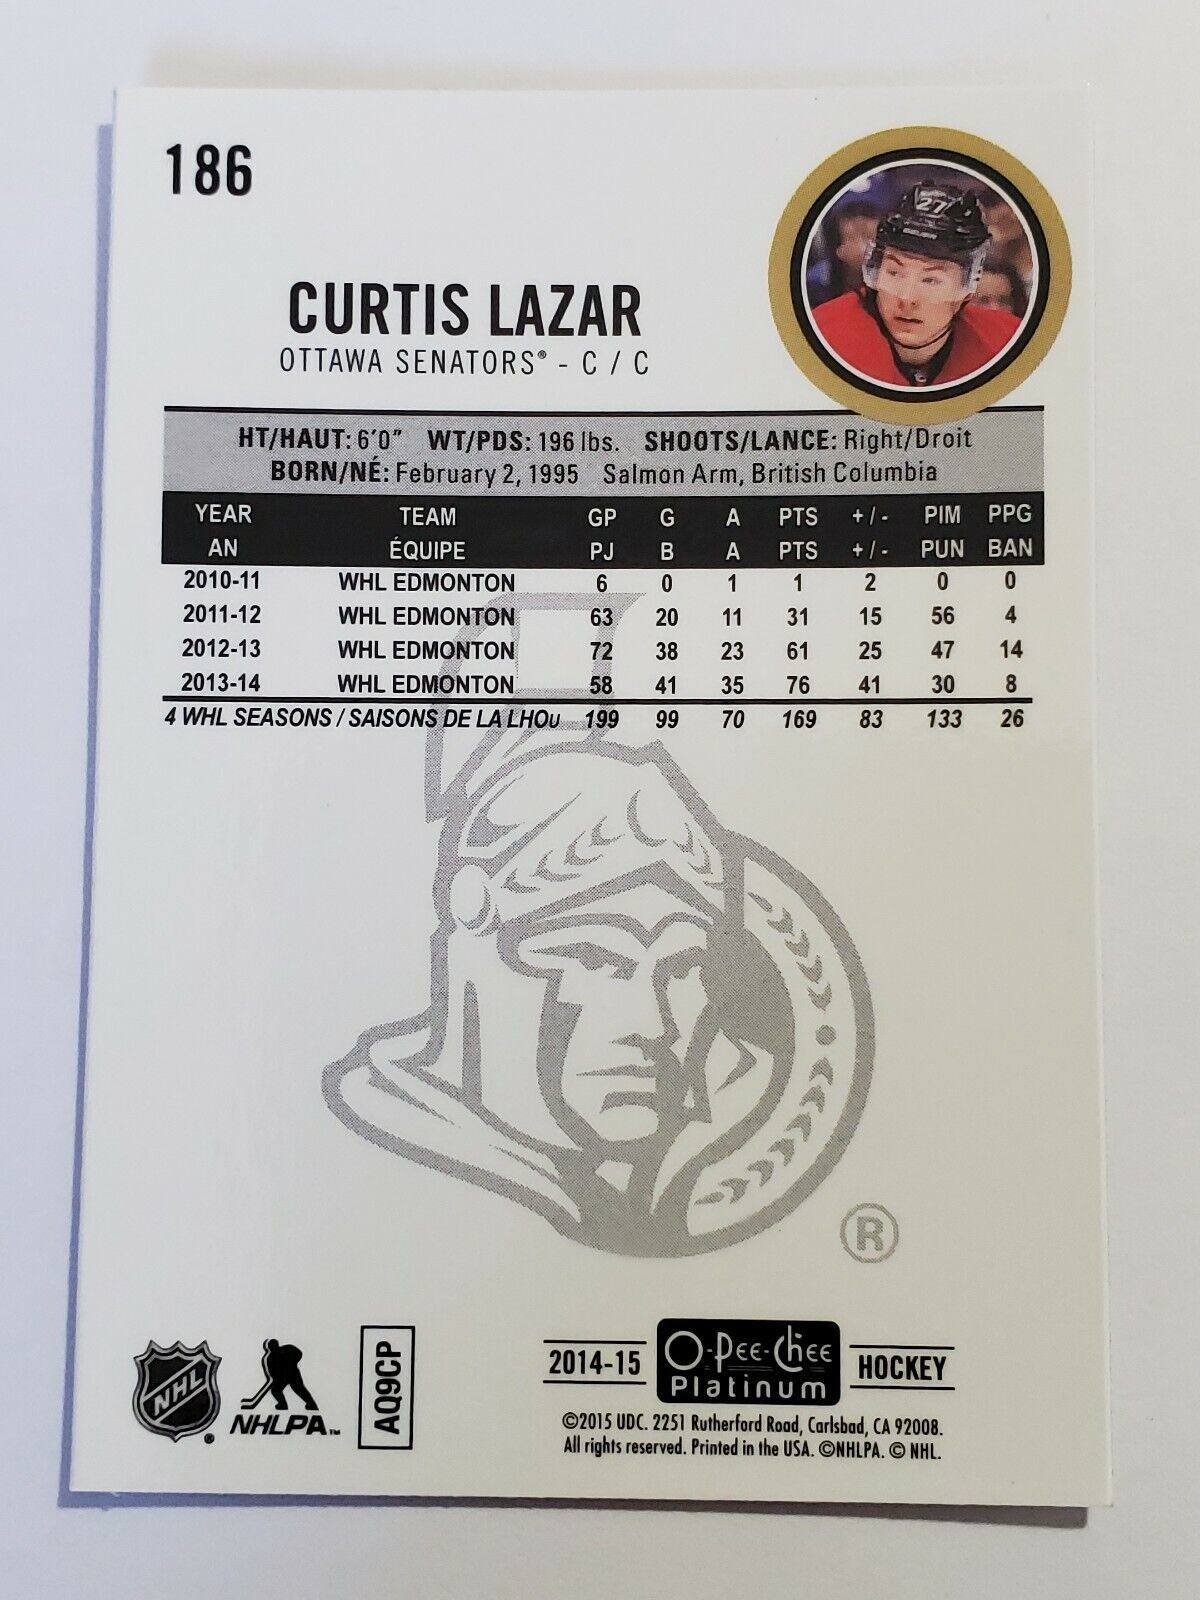 186
27
CURTIS LAZAR
OTTAWA SENATORS® - C / C
HT/HAUT: 6'0" WT/PDS: 196 lbs. SHOOTS/LANCE: Right/Droit
BORN/NÉ: February 2, 1995 Salmon Arm, British Columbia
YEAR TEAM GP G A PTS +/- PIM PPG
AN ÉQUIPE PJ B A PTS +/- PUN BAN
2010-11 WHL EDMONTON 6 0 1 1 2 0 0
2011-12 WHL EDMONTON 63 20 11 31 15 56 4
2012-13 WHL EDMONTON 72 38 23 61 25 47 14
2013-14 WHL EDMONTON 58 41 35 76 41 30 8
4 WHL SEASONS / SAISONS DE LA LHOu 199 99 70 169 83 133 26
®
NHL ®
NHLPA™
AQ9CP
2014-15 O-Pee-Chee Platinum HOCKEY
©2015 UDC. 2251 Rutherford Road, Carlsbad, CA 92008.
All rights reserved. Printed in the USA. ©NHLPA. © NHL.